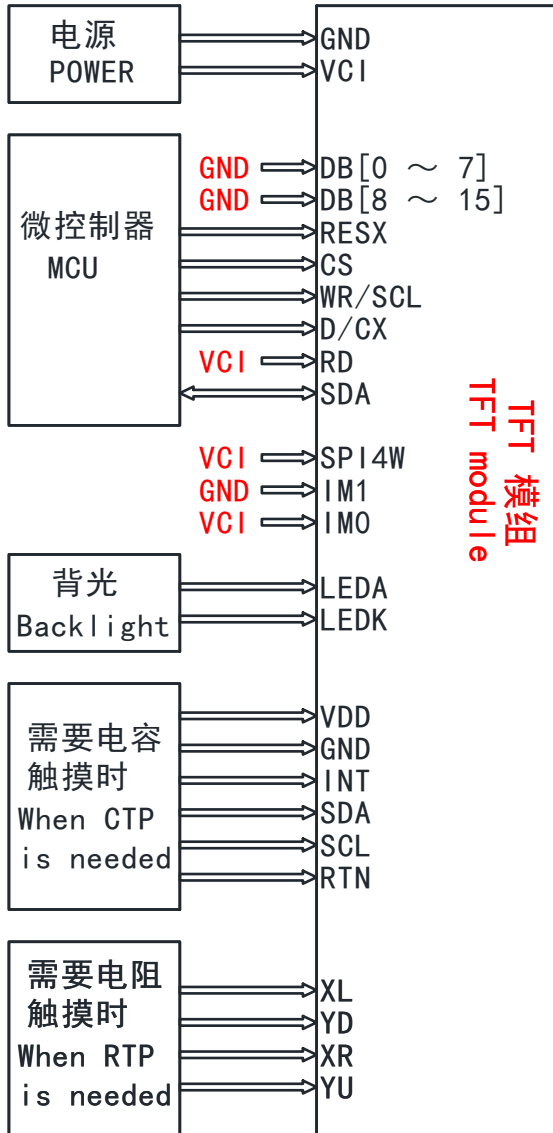 电源
POWER
GND
VCI
微控制器
MCU
GND DB[0 ～ 7]
GND DB[8 ～ 15]
RESX
CS
WR/SCL
D/CX
VCI RD
SDA
VCI SPI4W
GND IM1
VCI IM0
TFT 模组
TFT module
背光
Backlight
LEDA
LEDK
需要电容
触摸时
When CTP
is needed
VDD
GND
INT
SDA
SCL
RTN
需要电阻
触摸时
When RTP
is needed
XL
YD
XR
YU